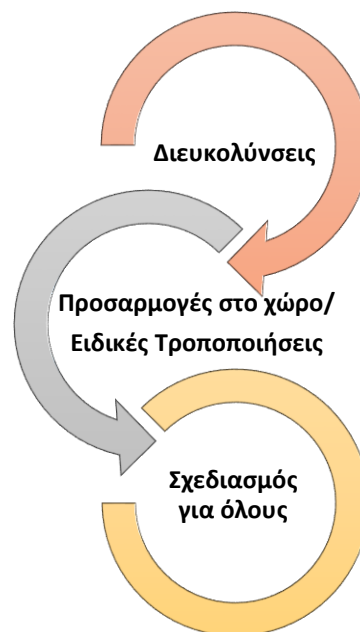 Διευκολύνσεις
Προσαρμογές στο χώρο/
Ειδικές Τροποποιήσεις
Σχεδιασμός
για όλους